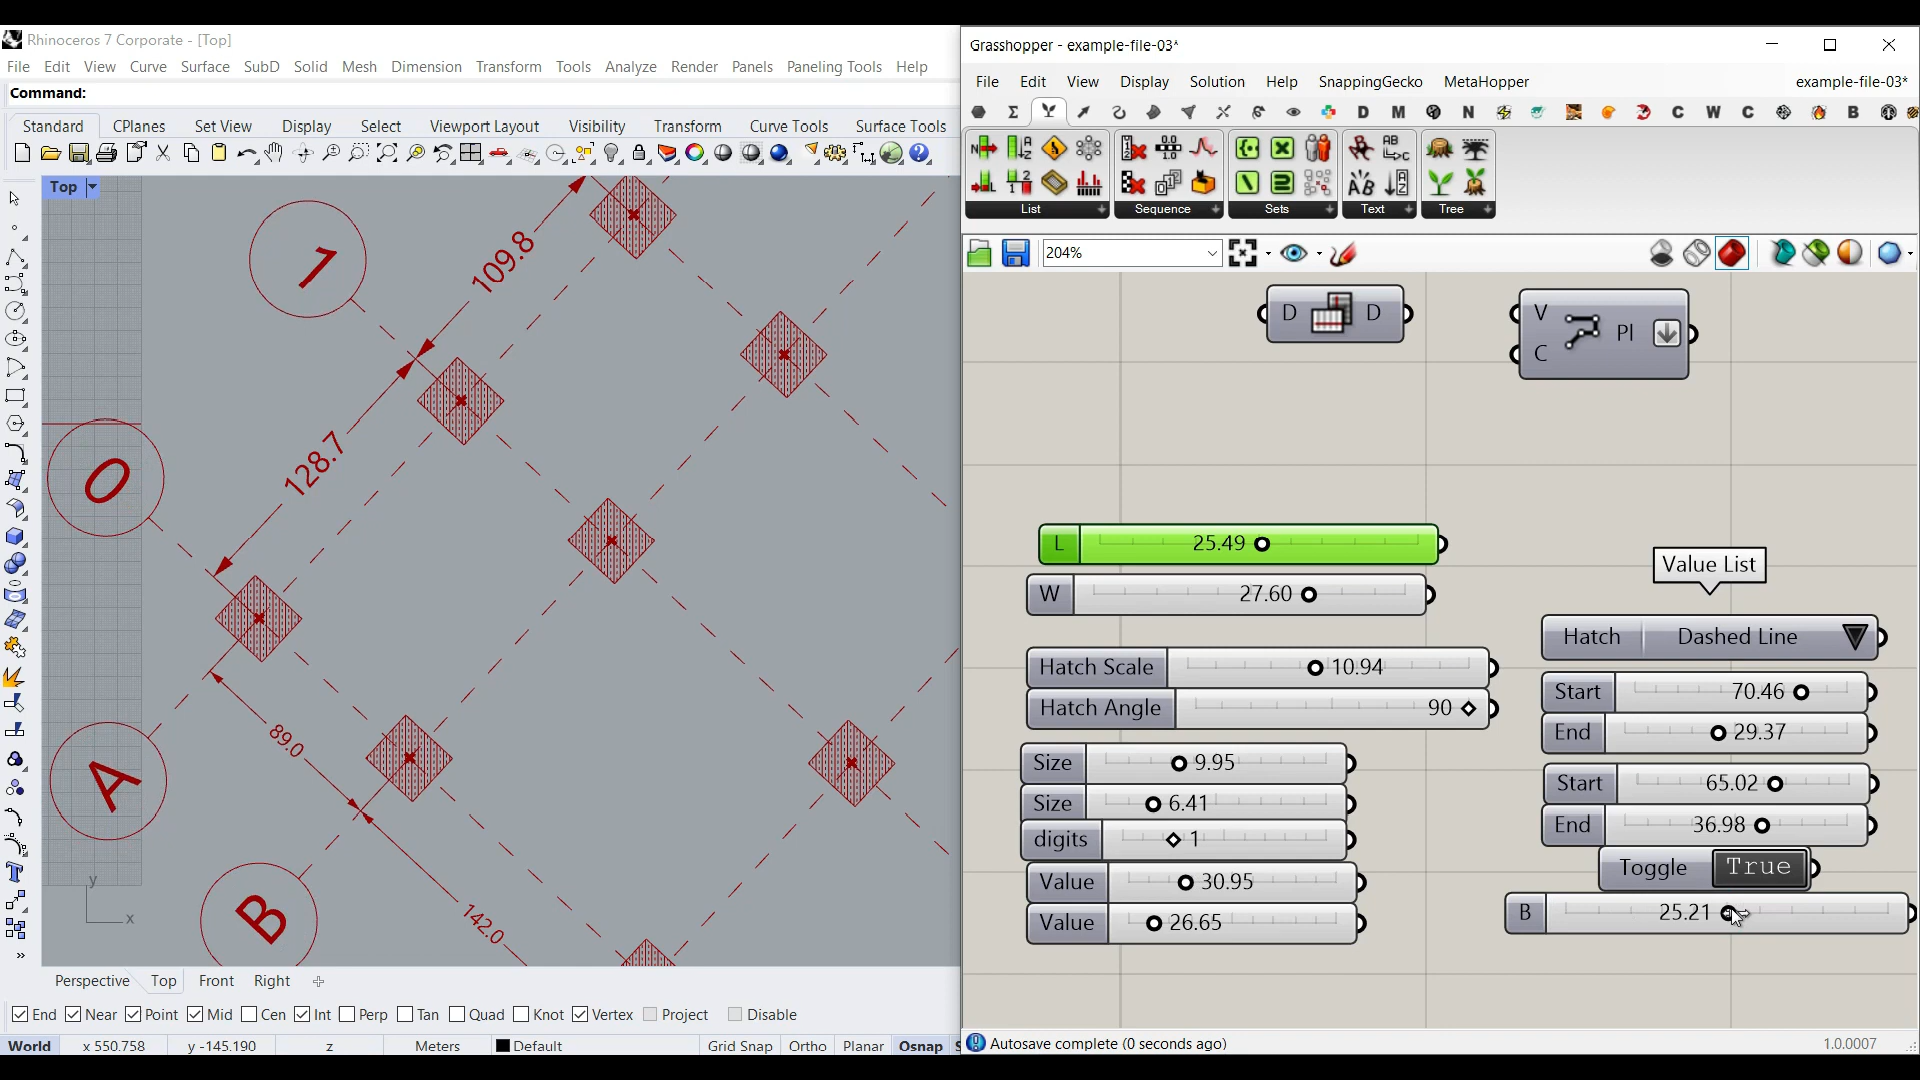 Rhinoceros 7 Corporate - [Top]
File Edit View Curve Surface SubD Solid Mesh Dimension Transform Tools Analyze Render Panels Paneling Tools Help
Command:
Standard CPlanes Set View Display Select Viewport Layout Visibility Transform Curve Tools Surface Tools
Top
1
109.8
0
128.7
A
89.0
B
142.0
y
x
Perspective Top Front Right
End Near Point Mid Cen Int Perp Tan Quad Knot Vertex Project Disable
World x 550.758 y -145.190 z Meters Default Grid Snap Ortho Planar Osnap S
Grasshopper - example-file-03*
File Edit View Display Solution Help SnappingGecko MetaHopper example-file-03*
List Sequence Sets Text Tree
204%
D D
V
C
Pl
L 25.49
W 27.60
Hatch Scale 10.94
Hatch Angle 90
Size 9.95
Size 6.41
digits 1
Value 30.95
Value 26.65
Value List
Hatch Dashed Line
Start 70.46
End 29.37
Start 65.02
End 36.98
Toggle True
B 25.21
Autosave complete (0 seconds ago)
1.0.0007